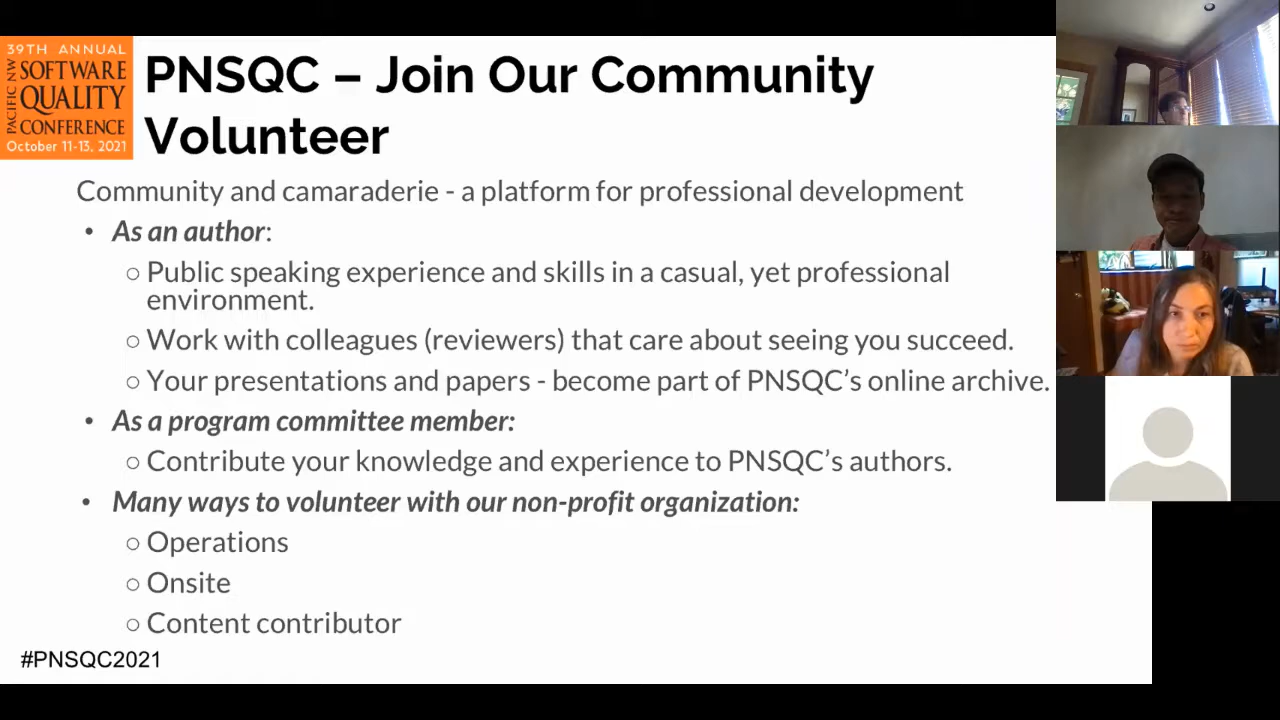 39TH ANNUAL
PACIFIC NW
SOFTWARE
QUALITY
CONFERENCE
October 11-13, 2021
PNSQC – Join Our Community
Volunteer
Community and camaraderie - a platform for professional development
• As an author:
○ Public speaking experience and skills in a casual, yet professional
environment.
○ Work with colleagues (reviewers) that care about seeing you succeed.
○ Your presentations and papers - become part of PNSQC’s online archive.
• As a program committee member:
○ Contribute your knowledge and experience to PNSQC’s authors.
• Many ways to volunteer with our non-profit organization:
○ Operations
○ Onsite
○ Content contributor
#PNSQC2021